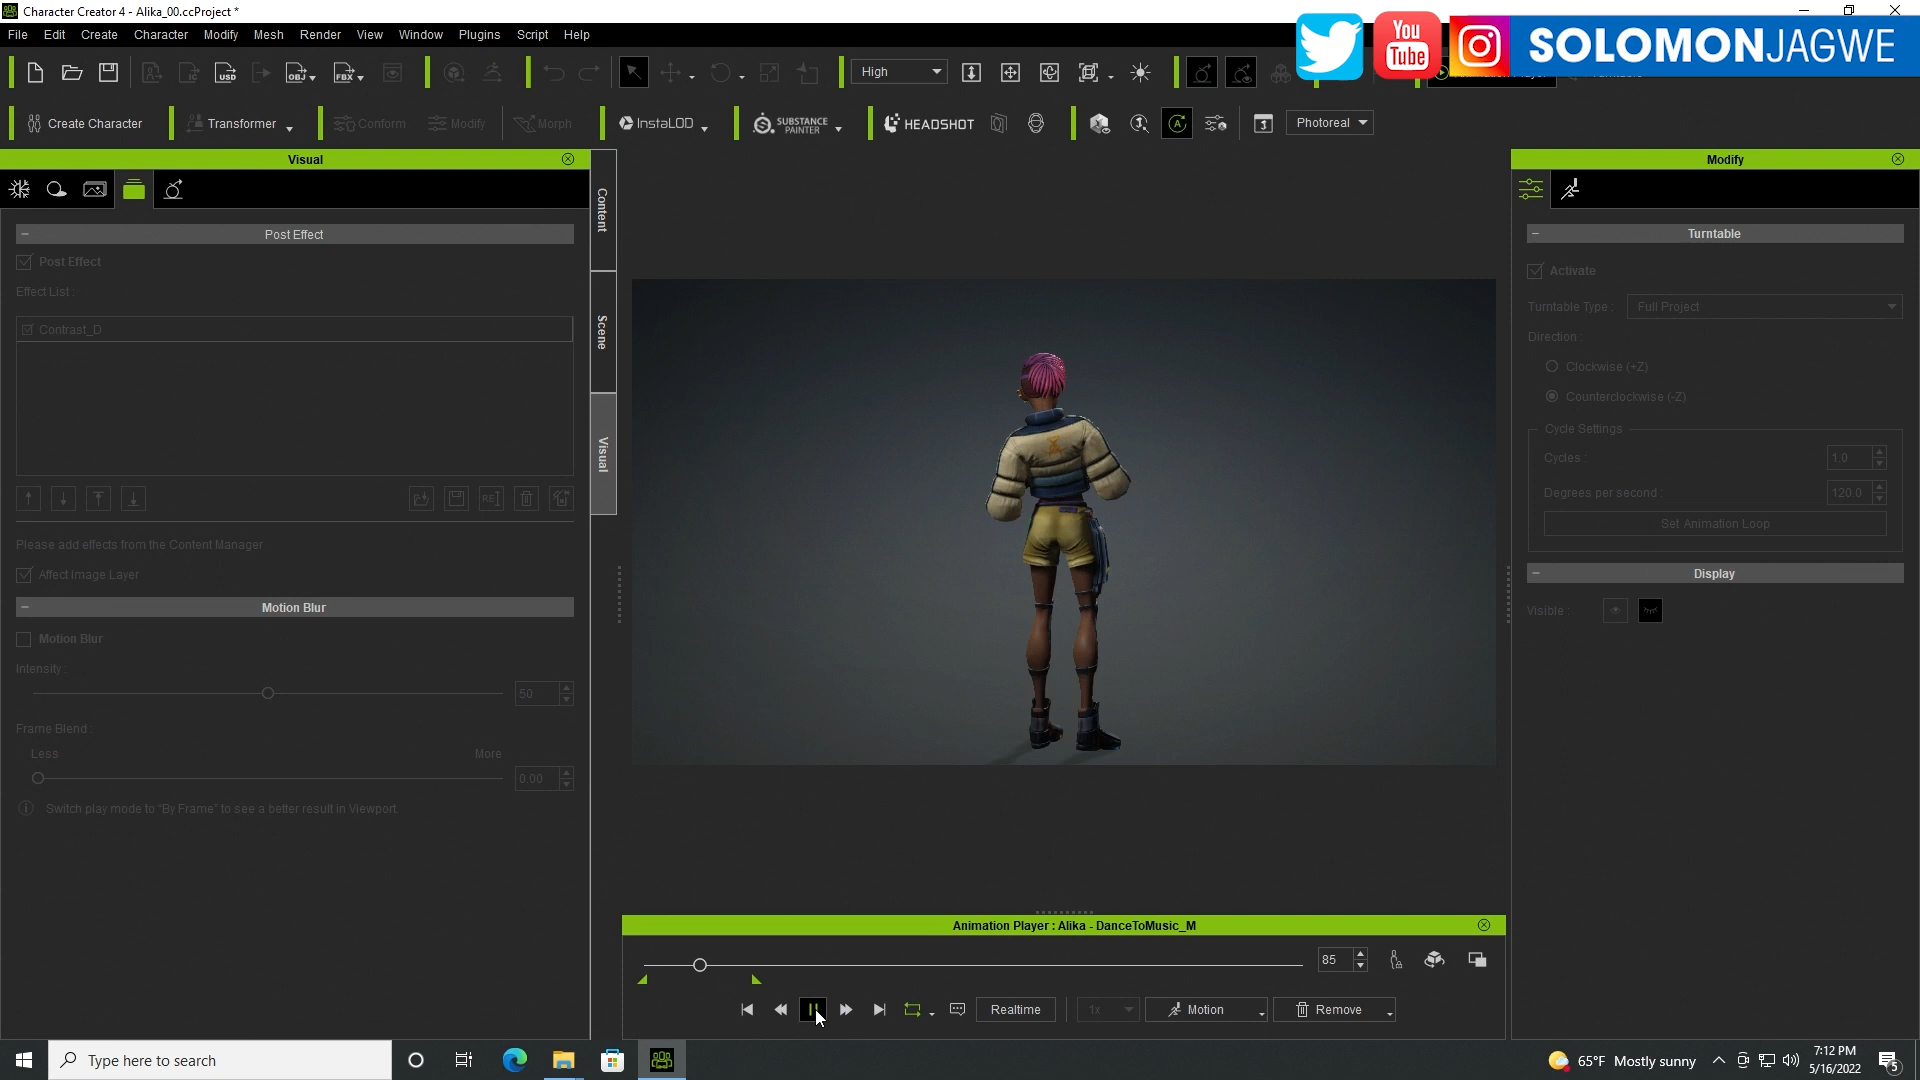 Character Creator 4 - Alika_00.ccProject *
File Edit Create Character Modify Mesh Render View Window Plugins Script Help
You Tube
SOLOMONJAGWE
USD OBJ FBX High
Create Character Transformer Conform Modify Morph InstaLOD SUBSTANCE PAINTER HEADSHOT A Photoreal
Visual
Post Effect
Post Effect
Effect List :
Contrast_D
REI
Please add effects from the Content Manager
Affect Image Layer
Motion Blur
Motion Blur
Intensity :
50
Frame Blend :
Less More
0.00
Switch play mode to "By Frame" to see a better result in Viewport.
Content
Scene
Visual
Modify
Turntable
Activate
Turntable Type : Full Project
Direction :
Clockwise (+Z)
Counterclockwise (-Z)
Cycle Settings
Cycles : 1.0
Degrees per second : 120.0
Set Animation Loop
Display
Visible :
Animation Player : Alika - DanceToMusic_M
85
Realtime 1x Motion Remove
Type here to search
65°F Mostly sunny
7:12 PM
5/16/2022
5